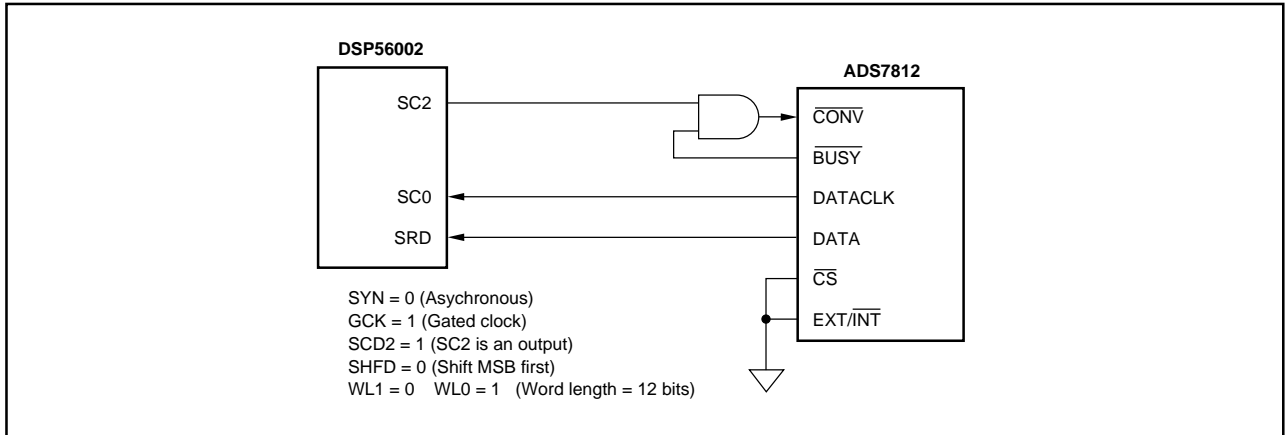 DSP56002
ADS7812
SC2
CONV
BUSY
SC0
DATACLK
SRD
DATA
CS
EXT/INT
SYN = 0 (Asychronous)
GCK = 1 (Gated clock)
SCD2 = 1 (SC2 is an output)
SHFD = 0 (Shift MSB first)
WL1 = 0 WL0 = 1 (Word length = 12 bits)